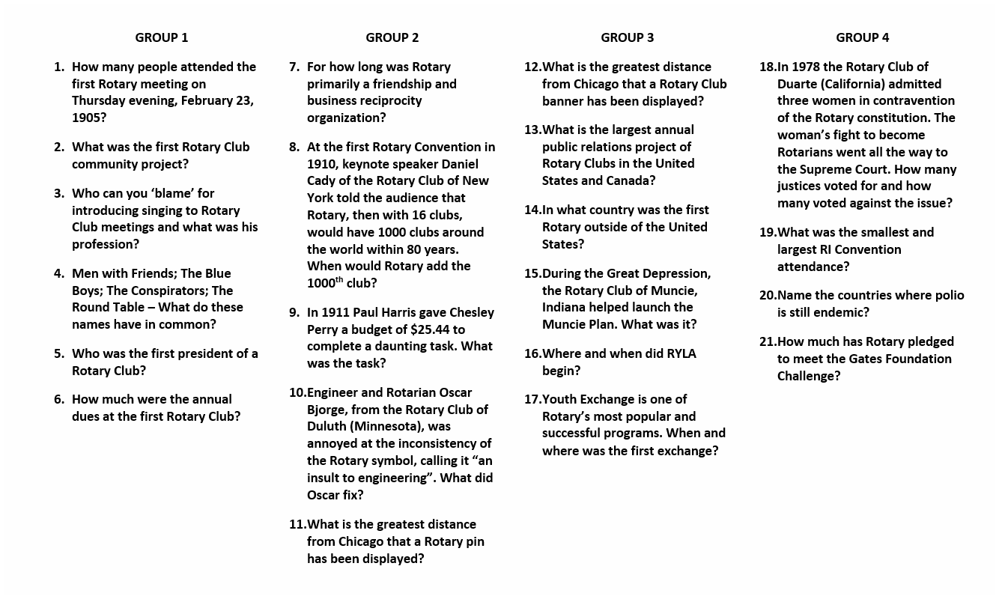 GROUP 1
1. How many people attended the
first Rotary meeting on
Thursday evening, February 23,
1905?
2. What was the first Rotary Club
community project?
3. Who can you ‘blame’ for
introducing singing to Rotary
Club meetings and what was his
profession?
4. Men with Friends; The Blue
Boys; The Conspirators; The
Round Table – What do these
names have in common?
5. Who was the first president of a
Rotary Club?
6. How much were the annual
dues at the first Rotary Club?
GROUP 2
7. For how long was Rotary
primarily a friendship and
business reciprocity
organization?
8. At the first Rotary Convention in
1910, keynote speaker Daniel
Cady of the Rotary Club of New
York told the audience that
Rotary, then with 16 clubs,
would have 1000 clubs around
the world within 80 years.
When would Rotary add the
1000th club?
9. In 1911 Paul Harris gave Chesley
Perry a budget of $25.44 to
complete a daunting task. What
was the task?
10.Engineer and Rotarian Oscar
Bjorge, from the Rotary Club of
Duluth (Minnesota), was
annoyed at the inconsistency of
the Rotary symbol, calling it “an
insult to engineering”. What did
Oscar fix?
11.What is the greatest distance
from Chicago that a Rotary pin
has been displayed?
GROUP 3
12.What is the greatest distance
from Chicago that a Rotary Club
banner has been displayed?
13.What is the largest annual
public relations project of
Rotary Clubs in the United
States and Canada?
14.In what country was the first
Rotary outside of the United
States?
15.During the Great Depression,
the Rotary Club of Muncie,
Indiana helped launch the
Muncie Plan. What was it?
16.Where and when did RYLA
begin?
17.Youth Exchange is one of
Rotary’s most popular and
successful programs. When and
where was the first exchange?
GROUP 4
18.In 1978 the Rotary Club of
Duarte (California) admitted
three women in contravention
of the Rotary constitution. The
woman’s fight to become
Rotarians went all the way to
the Supreme Court. How many
justices voted for and how
many voted against the issue?
19.What was the smallest and
largest RI Convention
attendance?
20.Name the countries where polio
is still endemic?
21.How much has Rotary pledged
to meet the Gates Foundation
Challenge?